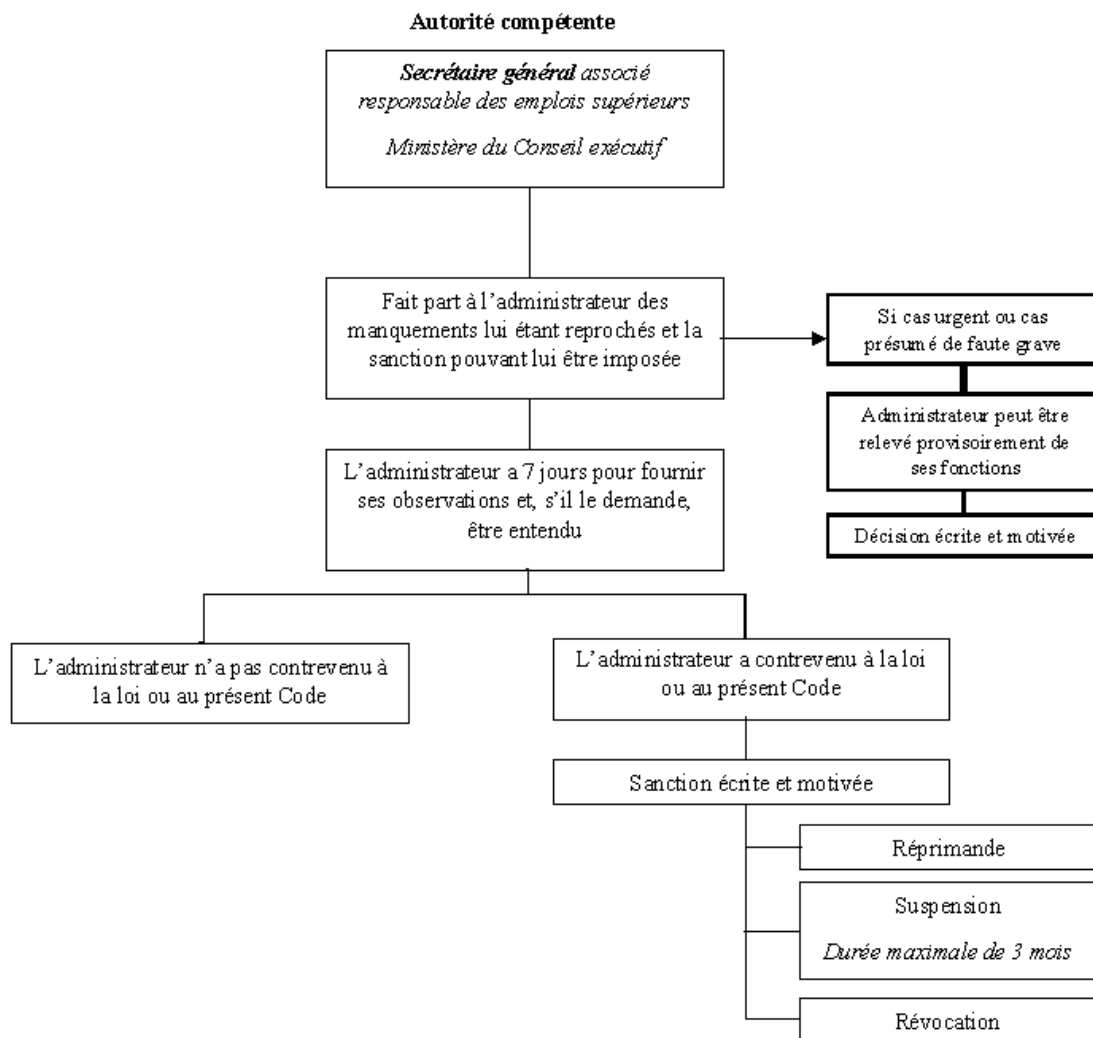 Autorité compétente
Secrétaire général associé
responsable des emplois supérieurs
Ministère du Conseil exécutif
Fait part à l’administrateur des
manquements lui étant reprochés et la
sanction pouvant lui être imposée
Si cas urgent ou cas
présumé de faute grave
Administrateur peut être
relevé provisoirement de
ses fonctions
Décision écrite et motivée
L’administrateur a 7 jours pour fournir
ses observations et, s’il le demande,
être entendu
L’administrateur n’a pas contrevenu à
la loi ou au présent Code
L’administrateur a contrevenu à la loi
ou au présent Code
Sanction écrite et motivée
Réprimande
Suspension
Durée maximale de 3 mois
Révocation